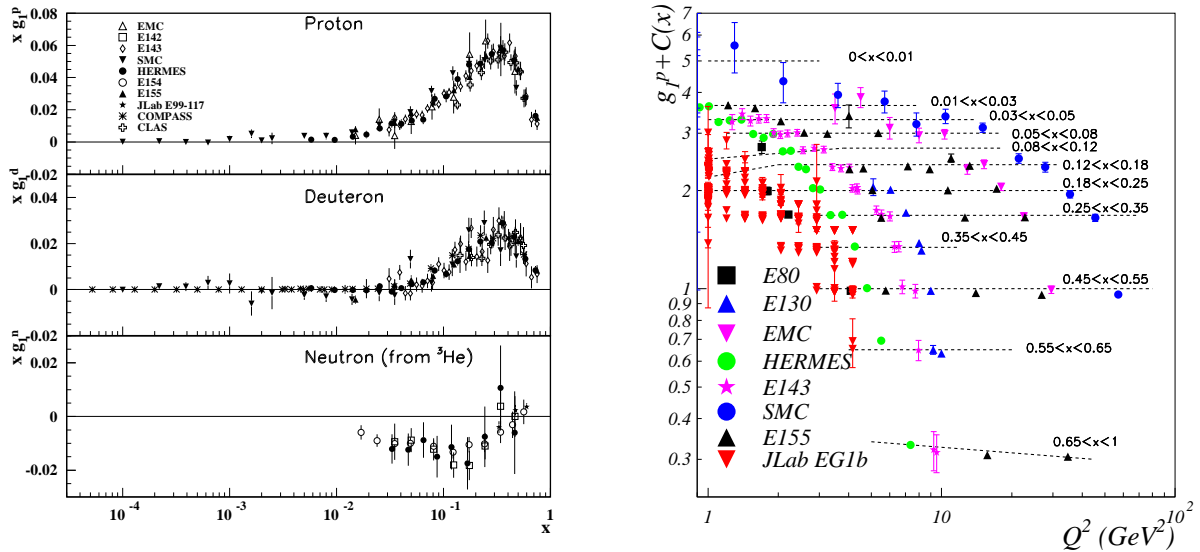 x g₁ᵖ
0.08
0.06
0.04
0.02
0
Proton
EMC
E142
E143
SMC
HERMES
E154
E155
JLab E99-117
COMPASS
CLAS
x g₁ᵈ
0.04
0.02
0
-0.02
Deuteron
x g₁ⁿ
0.02
0
-0.02
Neutron (from ³He)
10⁻⁴
10⁻³
10⁻²
10⁻¹
1
x
g₁ᵖ + C(x)
7
6
5
4
3
2
1
0.9
0.8
0.7
0.6
0.5
0.4
0.3
0<x<0.01
0.01<x<0.03
0.03<x<0.05
0.05<x<0.08
0.08<x<0.12
0.12<x<0.18
0.18<x<0.25
0.25<x<0.35
0.35<x<0.45
0.45<x<0.55
0.55<x<0.65
0.65<x<1
E80
E130
EMC
HERMES
E143
SMC
E155
JLab EG1b
1
10
10²
Q² (GeV²)